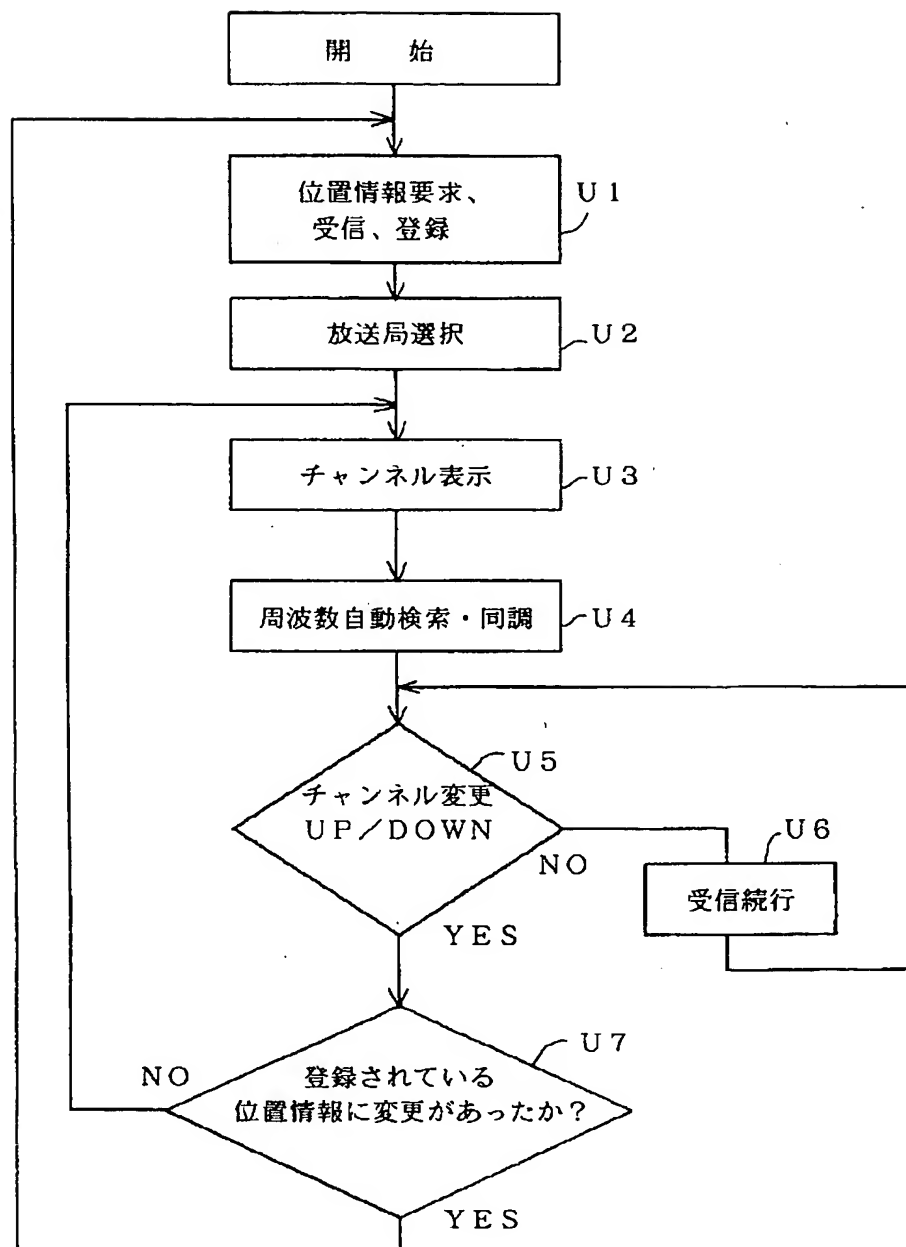 開 始
位置情報要求、
受信、登録
U1
放送局選択
U2
チャンネル表示
U3
周波数自動検索・同調
U4
U5
チャンネル変更
UP/DOWN
NO
U6
受信続行
YES
U7
NO
登録されている
位置情報に変更があったか?
YES